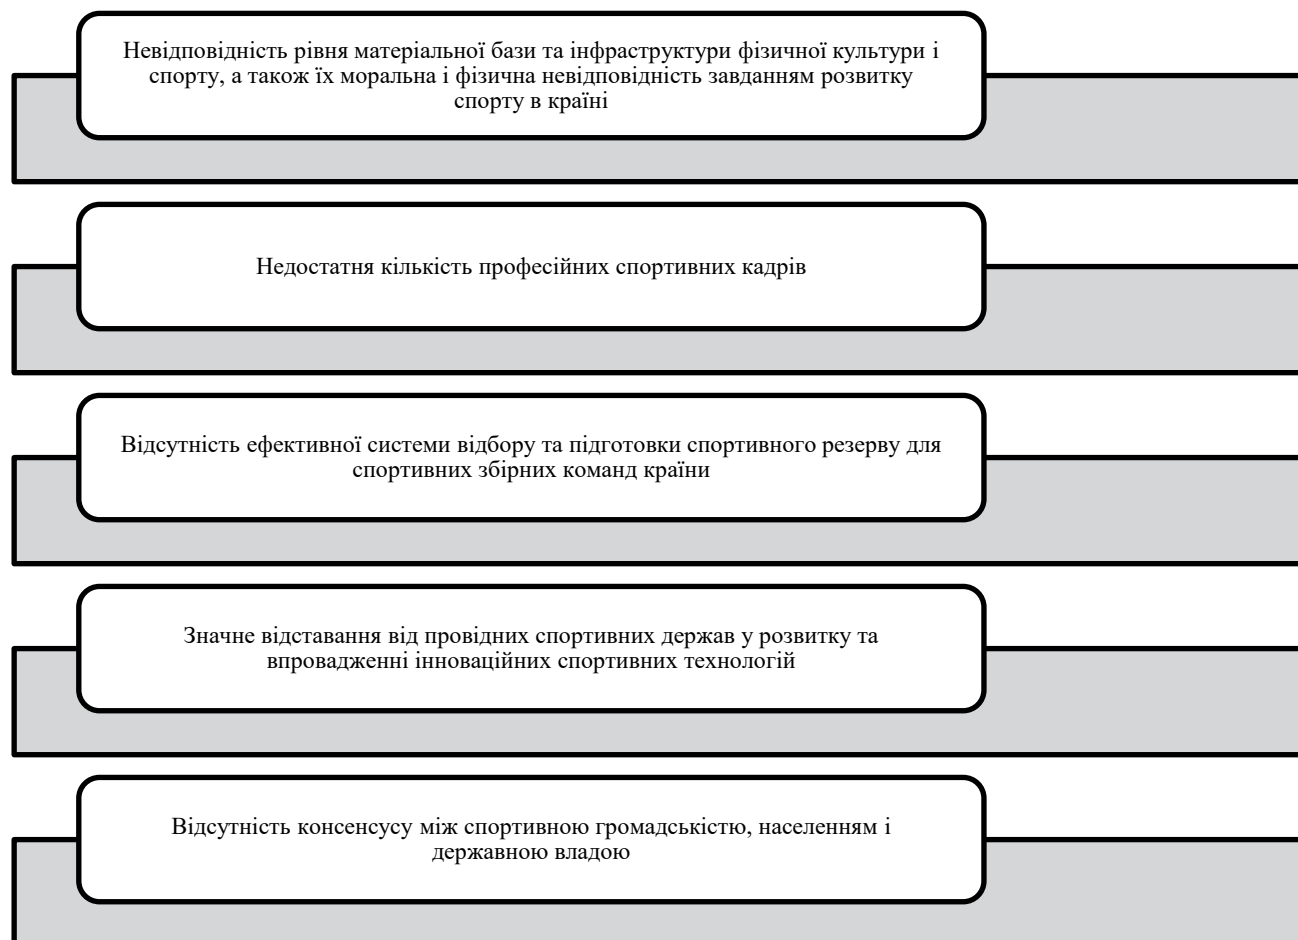 Невідповідність рівня матеріальної бази та інфраструктури фізичної культури і
спорту, а також їх моральна і фізична невідповідність завданням розвитку
спорту в країні
Недостатня кількість професійних спортивних кадрів
Відсутність ефективної системи відбору та підготовки спортивного резерву для
спортивних збірних команд країни
Значне відставання від провідних спортивних держав у розвитку та
впровадженні інноваційних спортивних технологій
Відсутність консенсусу між спортивною громадськістю, населенням і
державною владою